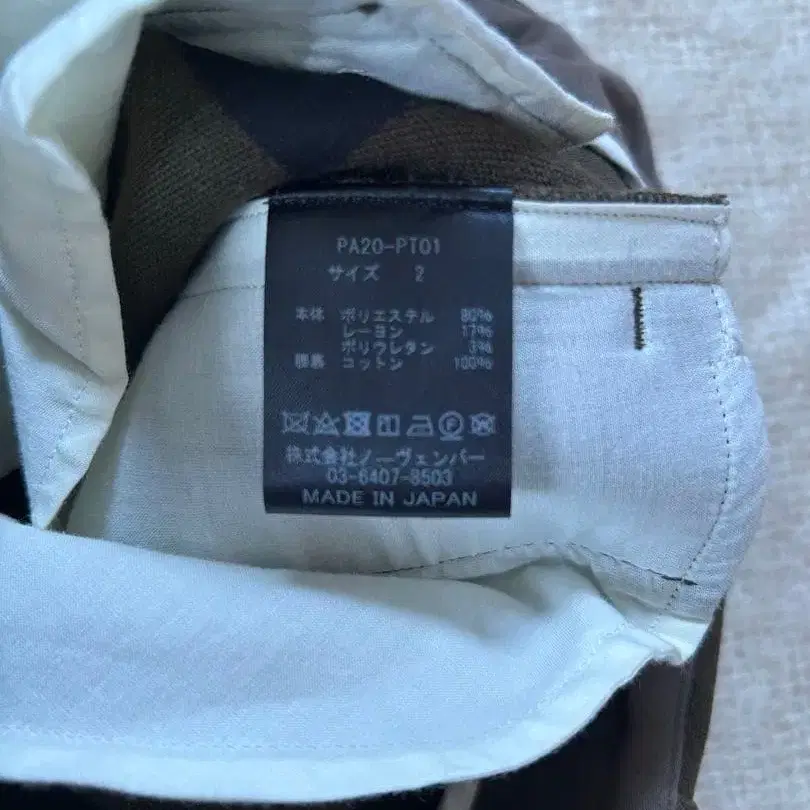 PA20-PT01
サイズ 2
本体 ポリエステル 80%
レーヨン 17%
ポリウレタン 3%
コットン 100%
株式会社ノーヴェンバー
03-6407-8503
MADE IN JAPAN